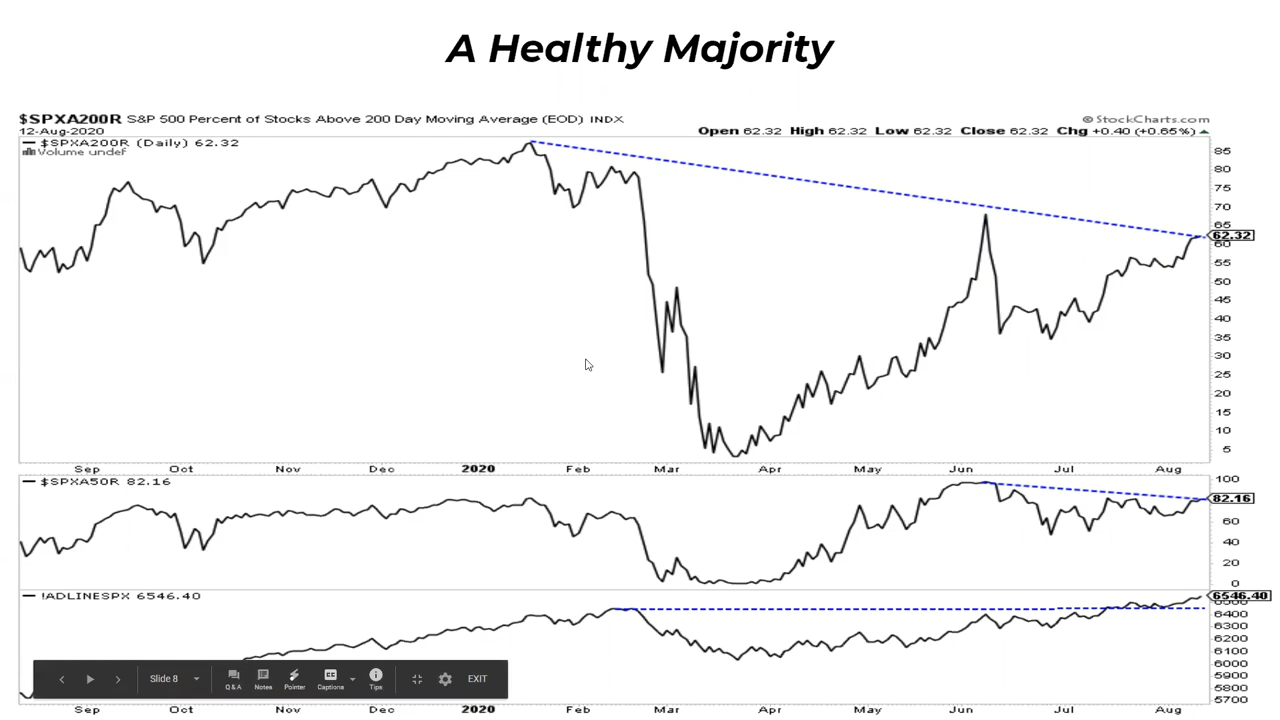 A Healthy Majority
$SPXA200R S&P 500 Percent of Stocks Above 200 Day Moving Average (EOD) INDX
© StockCharts.com
12-Aug-2020
Open 62.32 High 62.32 Low 62.32 Close 62.32 Chg +0.40 (+0.65%)
$SPXA200R (Daily) 62.32
Volume undef
85
80
75
70
65
62.32
60
55
50
45
40
35
30
25
20
15
10
5
Sep Oct Nov Dec 2020 Feb Mar Apr May Jun Jul Aug
$SPXA50R 82.16
100
82.16
60
40
20
0
!ADLINESPX 6546.40
6546.40
6500
6400
6300
6200
6100
6000
5900
5800
5700
Slide 8
Q&A Notes Pointer Captions Tips
EXIT
Sep Oct Nov Dec 2020 Feb Mar Apr May Jun Jul Aug